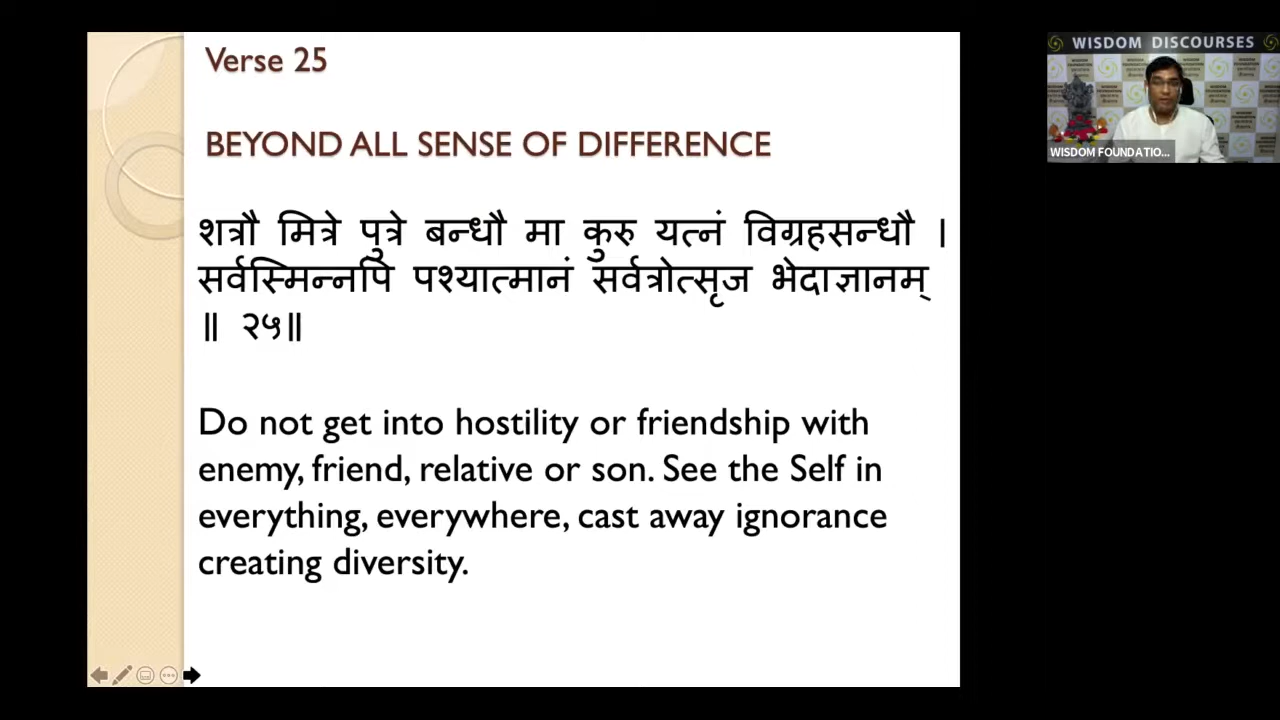 Verse 25
BEYOND ALL SENSE OF DIFFERENCE
शत्रौ मित्रे पुत्रे बन्धौ मा कुरु यत्नं विग्रहसन्धौ ।
सर्वस्मिन्नपि पश्यात्मानं सर्वत्रोत्सृज भेदाज्ञानम्
॥ २५॥
Do not get into hostility or friendship with
enemy, friend, relative or son. See the Self in
everything, everywhere, cast away ignorance
creating diversity.
WISDOM DISCOURSES
WISDOM FOUNDATIO...